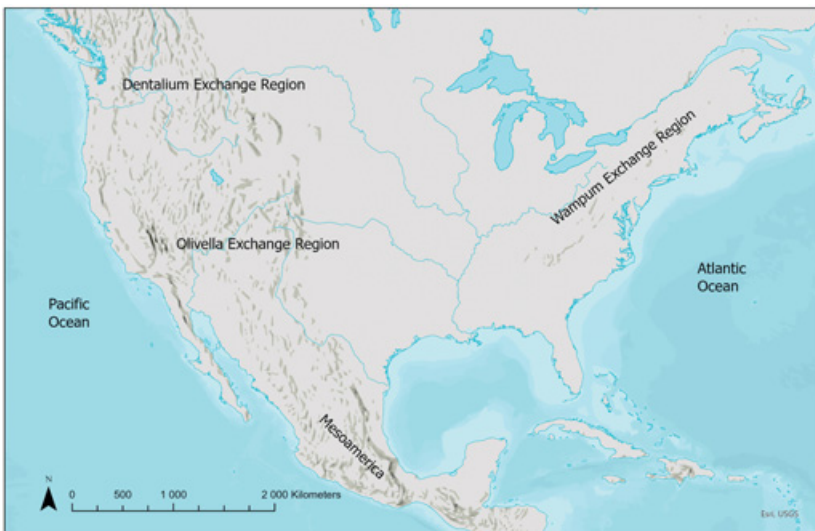 Dentalium Exchange Region
Wampum Exchange Region
Olivella Exchange Region
Atlantic
Ocean
Pacific
Ocean
Mesoamerica
N
0 500 1 000 2 000 Kilometers
Esri, USGS